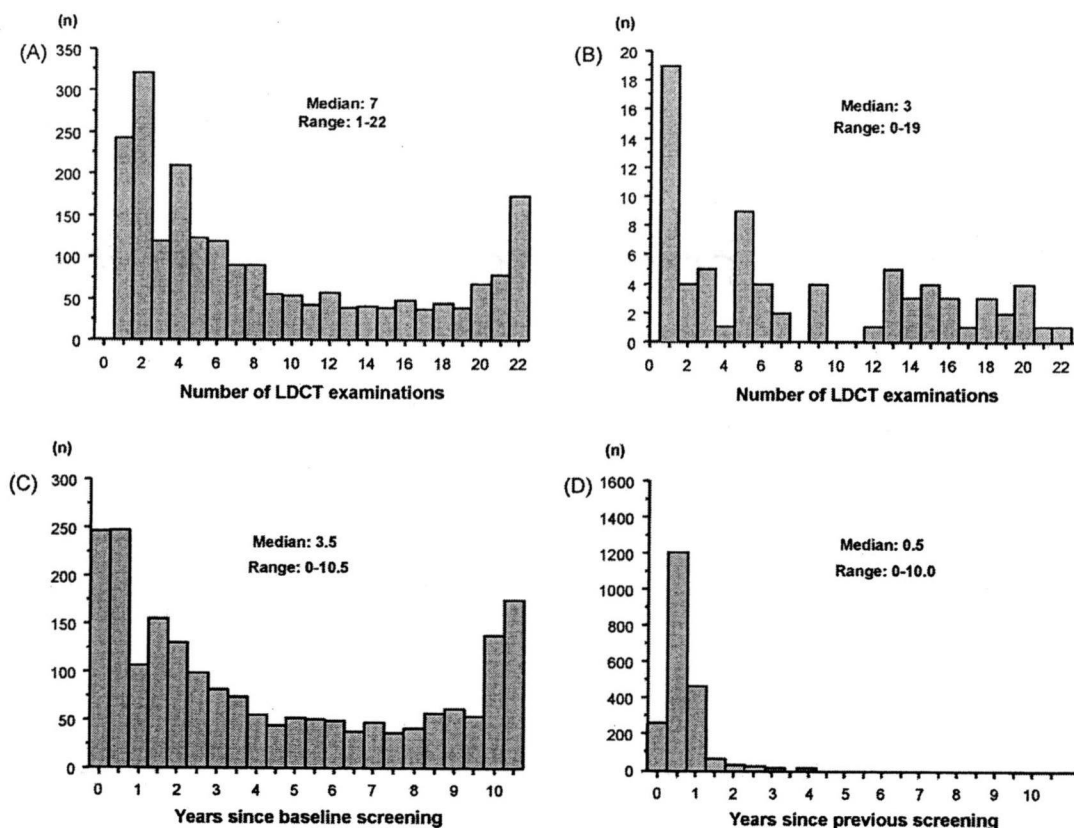 (n)
(A)
350
300
250
200
150
100
50
0
Median: 7
Range: 1-22
0 2 4 6 8 10 12 14 16 18 20 22
Number of LDCT examinations
(n)
(B)
20
18
16
14
12
10
8
6
4
2
0
Median: 3
Range: 0-19
0 2 4 6 8 10 12 14 16 18 20 22
Number of LDCT examinations
(n)
(C)
300
250
200
150
100
50
0
Median: 3.5
Range: 0-10.5
0 1 2 3 4 5 6 7 8 9 10
Years since baseline screening
(n)
(D)
1600
1400
1200
1000
800
600
400
200
0
Median: 0.5
Range: 0-10.0
0 1 2 3 4 5 6 7 8 9 10
Years since previous screening